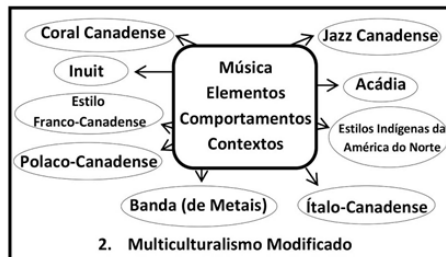 Coral Canadense
Jazz Canadense
Inuit
Música
Elementos
Comportamentos
Contextos
Acádia
Estilo
Franco-Canadense
Estilos Indígenas da
América do Norte
Polaco-Canadense
Banda (de Metais)
Ítalo-Canadense
2. Multiculturalismo Modificado